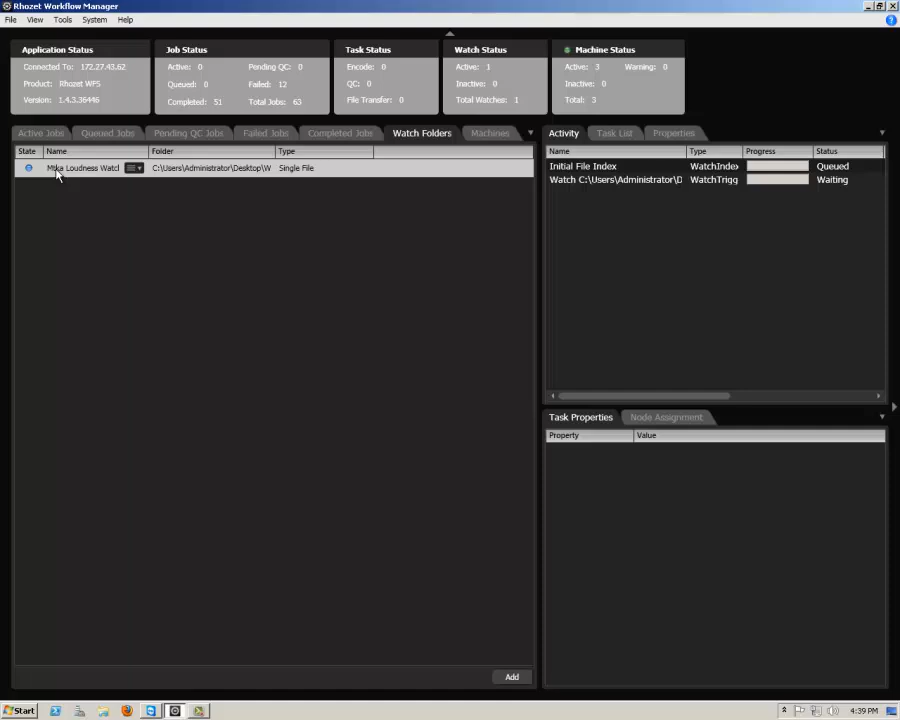 Rhozet Workflow Manager
File View Tools System Help
Application Status
Connected To: 172.27.43.62
Product: Rhozet WFS
Version: 1.4.3.36446
Job Status
Active: 0 Pending QC: 0
Queued: 0 Failed: 12
Completed: 51 Total Jobs: 63
Task Status
Encode: 0
QC: 0
File Transfer: 0
Watch Status
Active: 1
Inactive: 0
Total Watches: 1
Machine Status
Active: 3 Warning: 0
Inactive: 0
Total: 3
Active Jobs Queued Jobs Pending QC Jobs Failed Jobs Completed Jobs Watch Folders Machines
State Name Folder Type
Loudness Watcl C:\Users\Administrator\Desktop\W Single File
Add
Activity Task List Properties
Name Type Progress Status
Initial File Index WatchIndex Queued
Watch C:\Users\Administrator\D WatchTrigg Waiting
Task Properties Node Assignment
Property Value
Start
4:39 PM